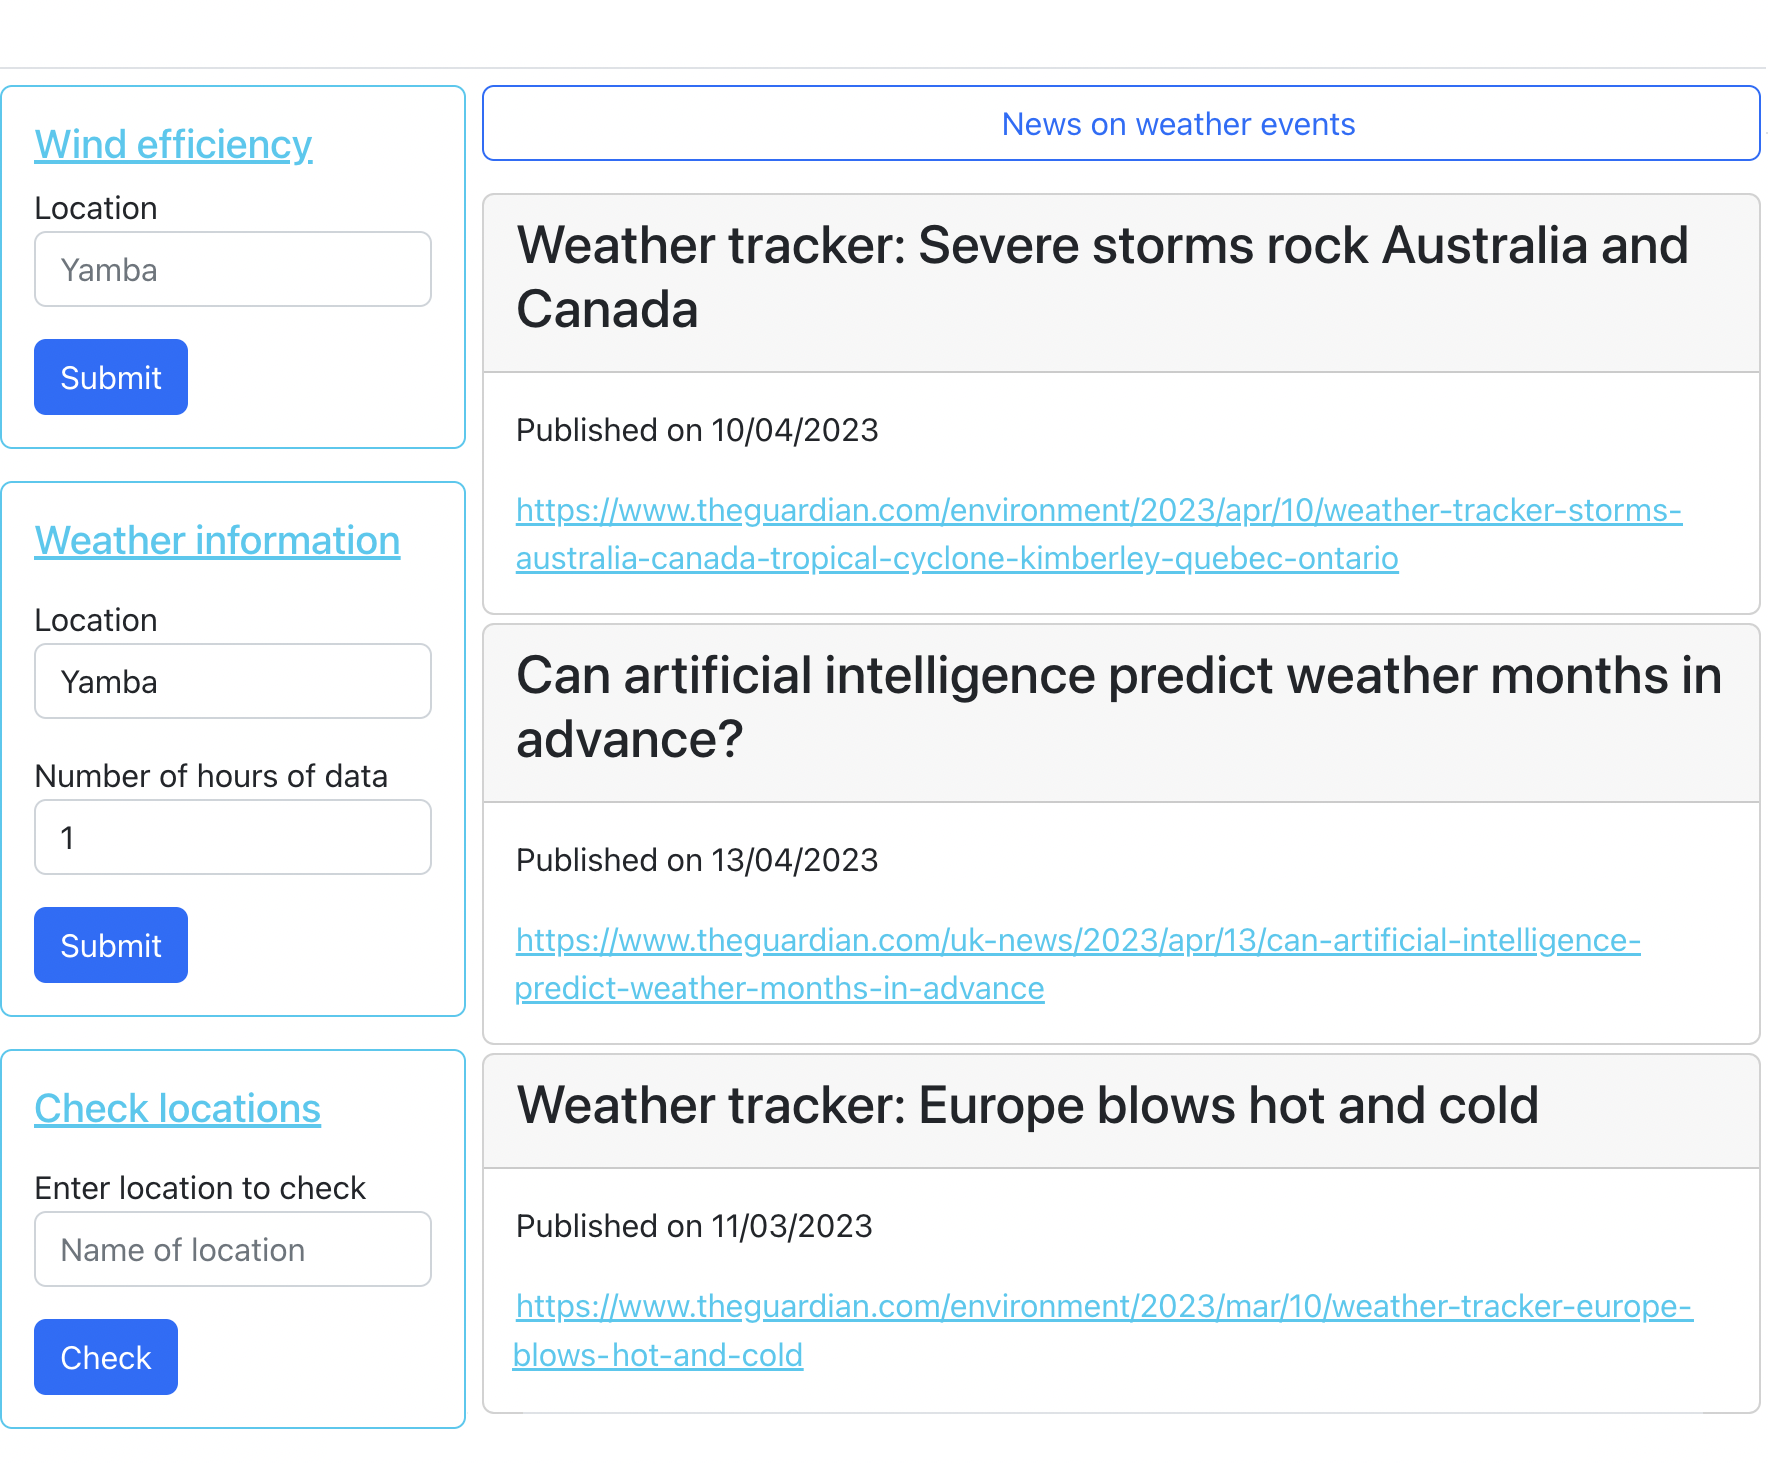 Wind efficiency
Location
Yamba
Submit
Weather information
Location
Yamba
Number of hours of data
1
Submit
Check locations
Enter location to check
Name of location
Check
News on weather events
Weather tracker: Severe storms rock Australia and
Canada
Published on 10/04/2023
https://www.theguardian.com/environment/2023/apr/10/weather-tracker-storms-
australia-canada-tropical-cyclone-kimberley-quebec-ontario
Can artificial intelligence predict weather months in
advance?
Published on 13/04/2023
https://www.theguardian.com/uk-news/2023/apr/13/can-artificial-intelligence-
predict-weather-months-in-advance
Weather tracker: Europe blows hot and cold
Published on 11/03/2023
https://www.theguardian.com/environment/2023/mar/10/weather-tracker-europe-
blows-hot-and-cold